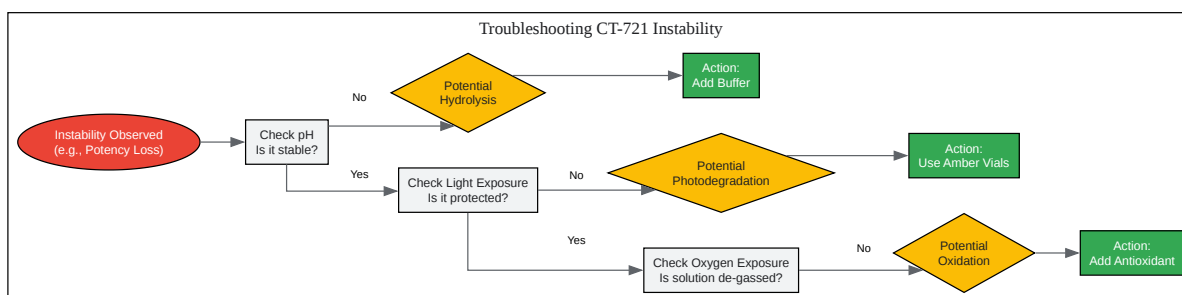 Troubleshooting CT-721 Instability
Instability Observed
(e.g., Potency Loss)
Check pH
Is it stable?
No
Potential
Hydrolysis
Action:
Add Buffer
Yes
Check Light Exposure
Is it protected?
No
Potential
Photodegradation
Action:
Use Amber Vials
Yes
Check Oxygen Exposure
Is solution de-gassed?
No
Potential
Oxidation
Action:
Add Antioxidant